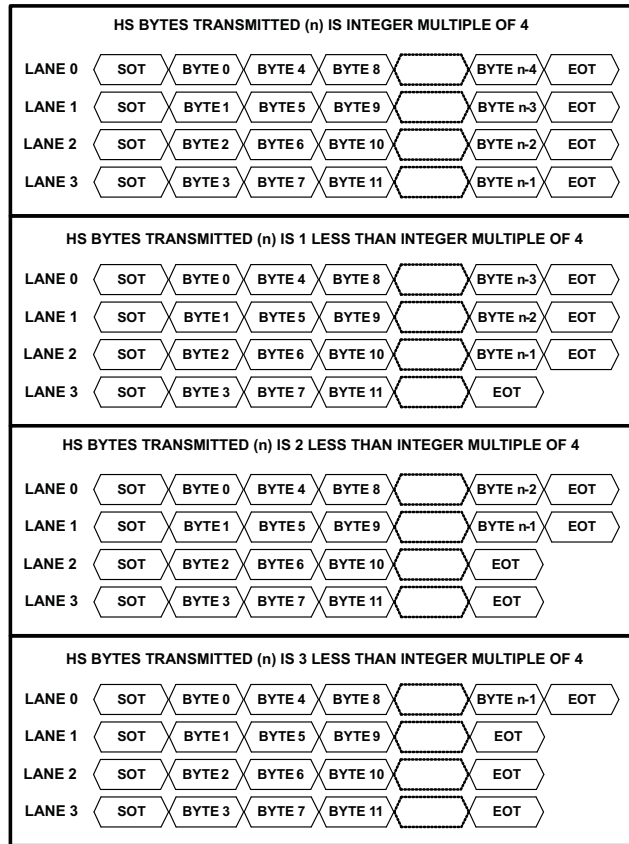 HS BYTES TRANSMITTED (n) IS INTEGER MULTIPLE OF 4
LANE 0 SOT BYTE 0 BYTE 4 BYTE 8 BYTE n-4 EOT
LANE 1 SOT BYTE 1 BYTE 5 BYTE 9 BYTE n-3 EOT
LANE 2 SOT BYTE 2 BYTE 6 BYTE 10 BYTE n-2 EOT
LANE 3 SOT BYTE 3 BYTE 7 BYTE 11 BYTE n-1 EOT
HS BYTES TRANSMITTED (n) IS 1 LESS THAN INTEGER MULTIPLE OF 4
LANE 0 SOT BYTE 0 BYTE 4 BYTE 8 BYTE n-3 EOT
LANE 1 SOT BYTE 1 BYTE 5 BYTE 9 BYTE n-2 EOT
LANE 2 SOT BYTE 2 BYTE 6 BYTE 10 BYTE n-1 EOT
LANE 3 SOT BYTE 3 BYTE 7 BYTE 11 EOT
HS BYTES TRANSMITTED (n) IS 2 LESS THAN INTEGER MULTIPLE OF 4
LANE 0 SOT BYTE 0 BYTE 4 BYTE 8 BYTE n-2 EOT
LANE 1 SOT BYTE 1 BYTE 5 BYTE 9 BYTE n-1 EOT
LANE 2 SOT BYTE 2 BYTE 6 BYTE 10 EOT
LANE 3 SOT BYTE 3 BYTE 7 BYTE 11 EOT
HS BYTES TRANSMITTED (n) IS 3 LESS THAN INTEGER MULTIPLE OF 4
LANE 0 SOT BYTE 0 BYTE 4 BYTE 8 BYTE n-1 EOT
LANE 1 SOT BYTE 1 BYTE 5 BYTE 9 EOT
LANE 2 SOT BYTE 2 BYTE 6 BYTE 10 EOT
LANE 3 SOT BYTE 3 BYTE 7 BYTE 11 EOT